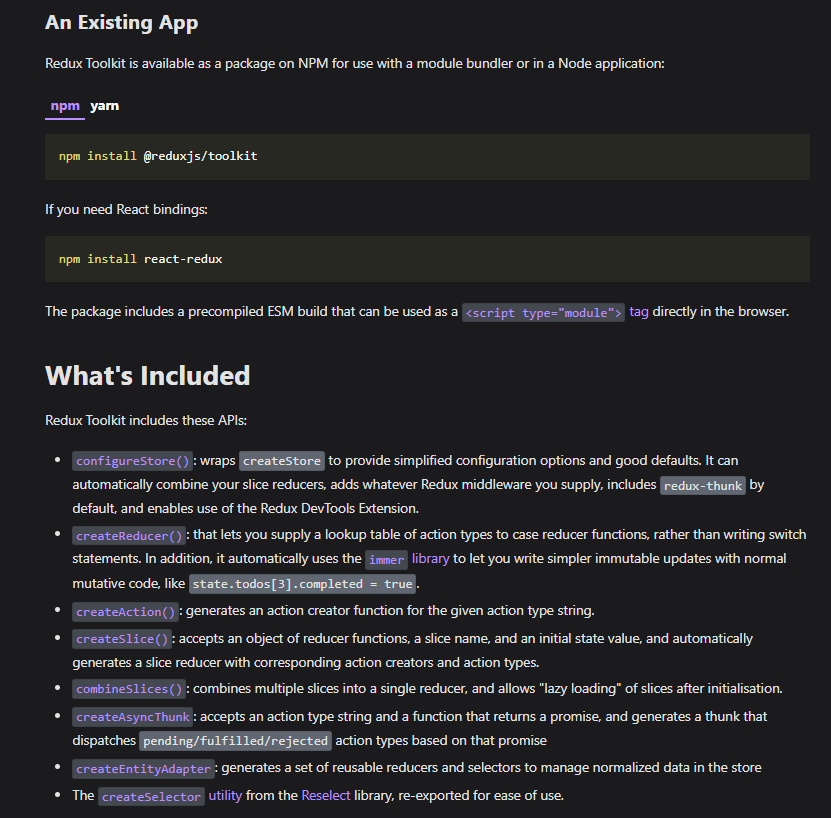 An Existing App
Redux Toolkit is available as a package on NPM for use with a module bundler or in a Node application:
npm yarn
npm install @reduxjs/toolkit
If you need React bindings:
npm install react-redux
The package includes a precompiled ESM build that can be used as a <script type="module"> tag directly in the browser.
What's Included
Redux Toolkit includes these APIs:
configureStore(): wraps createStore to provide simplified configuration options and good defaults. It can
automatically combine your slice reducers, adds whatever Redux middleware you supply, includes redux-thunk by
default, and enables use of the Redux DevTools Extension.
createReducer(): that lets you supply a lookup table of action types to case reducer functions, rather than writing switch
statements. In addition, it automatically uses the immer library to let you write simpler immutable updates with normal
mutative code, like state.todos[3].completed = true.
createAction(): generates an action creator function for the given action type string.
createSlice(): accepts an object of reducer functions, a slice name, and an initial state value, and automatically
generates a slice reducer with corresponding action creators and action types.
combineSlices(): combines multiple slices into a single reducer, and allows "lazy loading" of slices after initialisation.
createAsyncThunk: accepts an action type string and a function that returns a promise, and generates a thunk that
dispatches pending/fulfilled/rejected action types based on that promise
createEntityAdapter: generates a set of reusable reducers and selectors to manage normalized data in the store
The createSelector utility from the Reselect library, re-exported for ease of use.